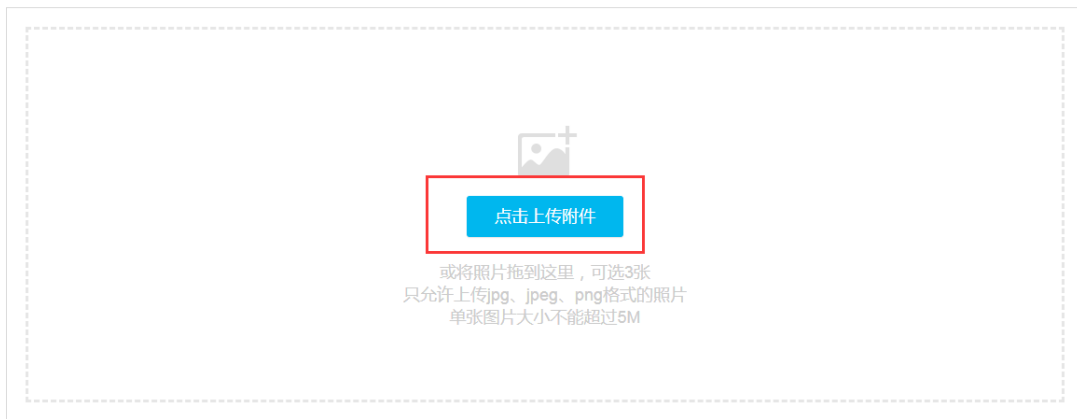 点击上传附件
或将照片拖到这里，可选3张
只允许上传jpg、jpeg、png格式的照片
单张图片大小不能超过5M